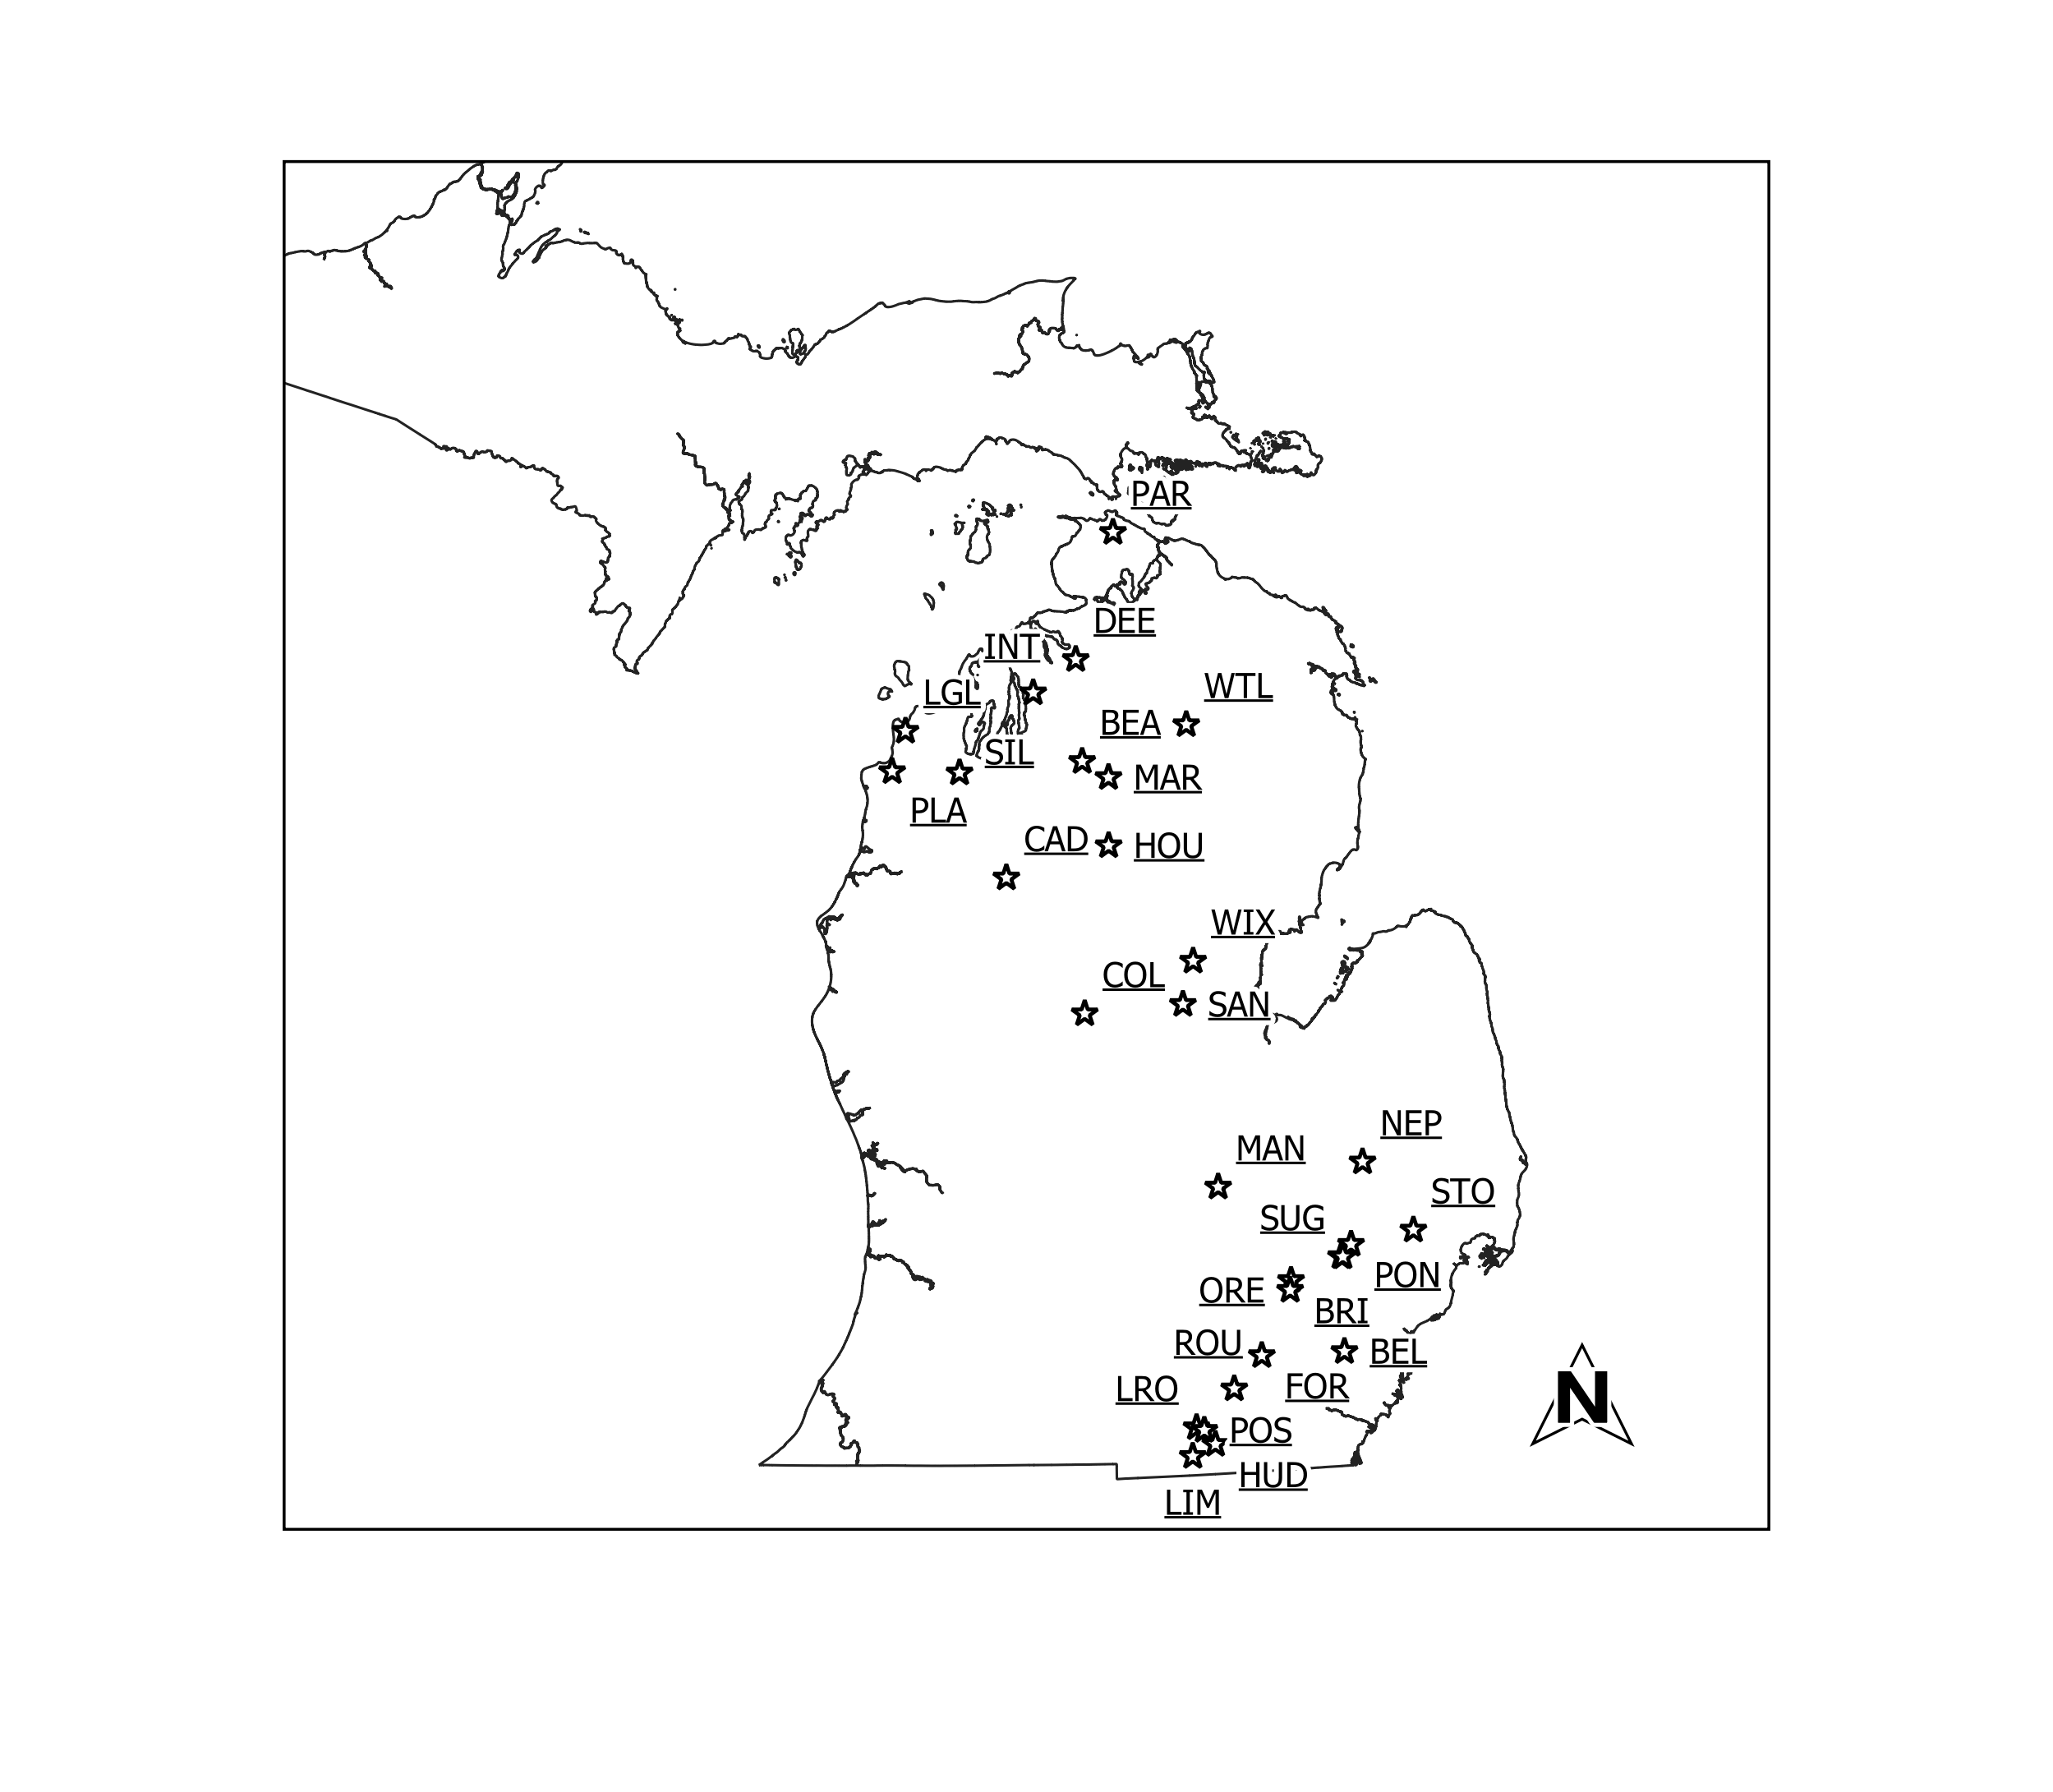 PAR
DEE
INT
WTL
LGL
BEA
SIL
MAR
PLA
CAD
HOU
WIX
COL
SAN
NEP
MAN
STO
SUG
PON
ORE
BRI
ROU
BEL
LRO
FOR
N
POS
HUD
LIM